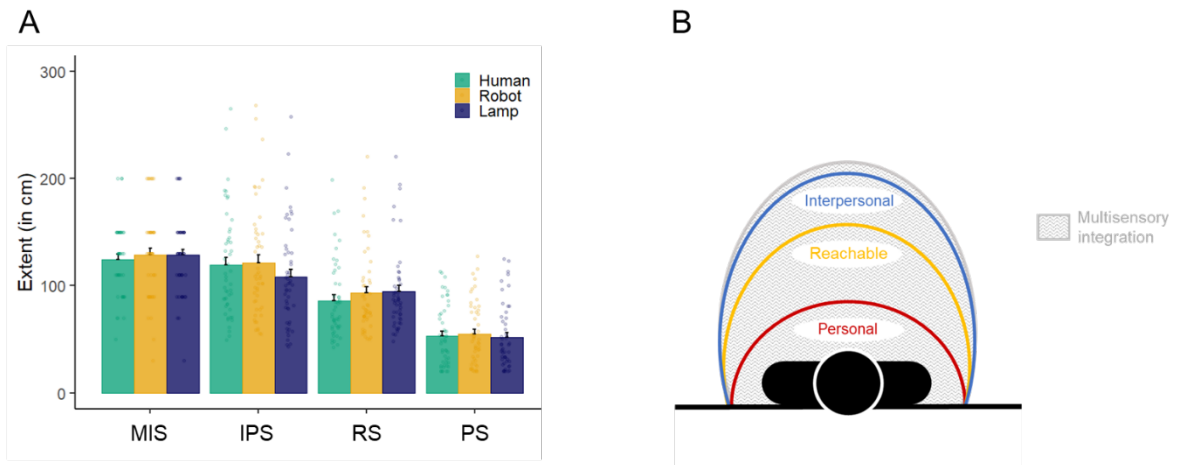 A
Extent (in cm)
300
200
100
0
Human
Robot
Lamp
MIS IPS RS PS
B
Interpersonal
Reachable
Personal
Multisensory
integration